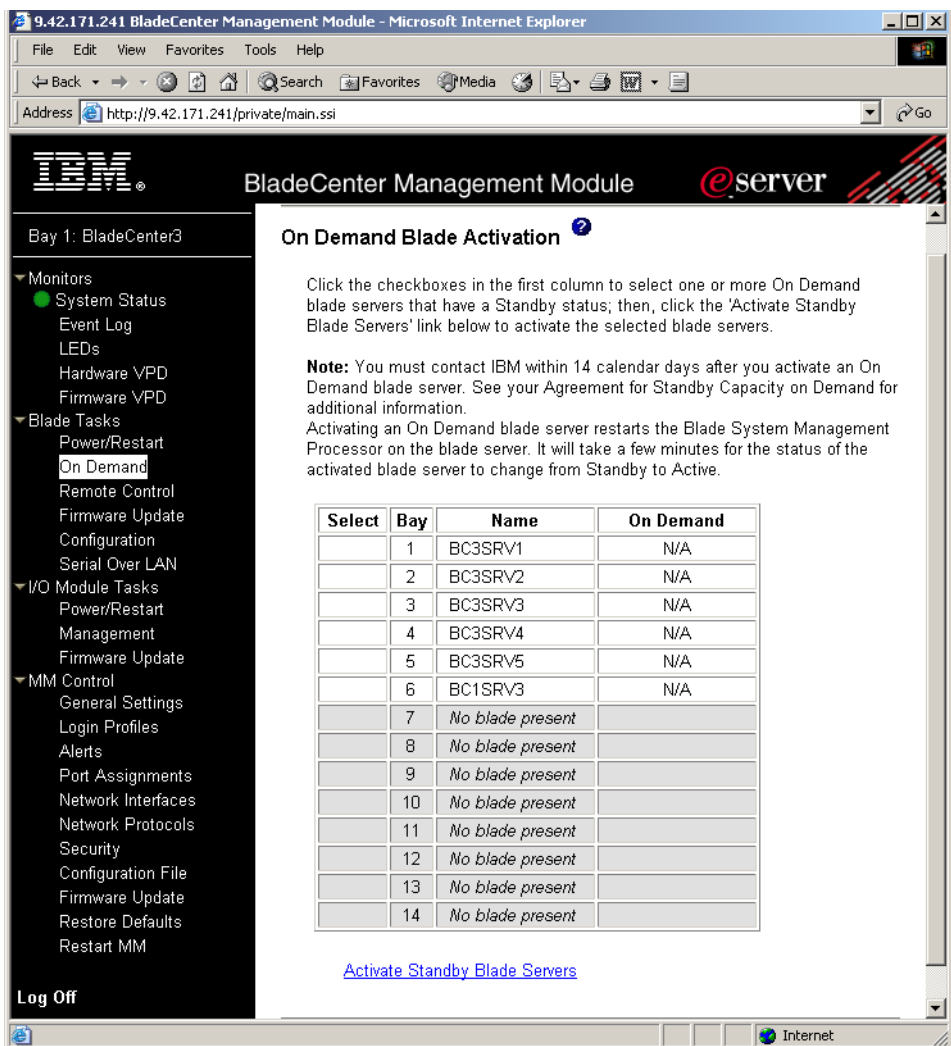 9.42.171.241 BladeCenter Management Module - Microsoft Internet Explorer
File Edit View Favorites Tools Help
Back Search Favorites Media
Address http://9.42.171.241/private/main.ssi Go
IBM® BladeCenter Management Module eserver
Bay 1: BladeCenter3
Monitors
System Status
Event Log
LEDs
Hardware VPD
Firmware VPD
Blade Tasks
Power/Restart
On Demand
Remote Control
Firmware Update
Configuration
Serial Over LAN
I/O Module Tasks
Power/Restart
Management
Firmware Update
MM Control
General Settings
Login Profiles
Alerts
Port Assignments
Network Interfaces
Network Protocols
Security
Configuration File
Firmware Update
Restore Defaults
Restart MM
Log Off
On Demand Blade Activation ?
Click the checkboxes in the first column to select one or more On Demand
blade servers that have a Standby status; then, click the 'Activate Standby
Blade Servers' link below to activate the selected blade servers.
Note: You must contact IBM within 14 calendar days after you activate an On
Demand blade server. See your Agreement for Standby Capacity on Demand for
additional information.
Activating an On Demand blade server restarts the Blade System Management
Processor on the blade server. It will take a few minutes for the status of the
activated blade server to change from Standby to Active.
Select Bay Name On Demand
1 BC3SRV1 N/A
2 BC3SRV2 N/A
3 BC3SRV3 N/A
4 BC3SRV4 N/A
5 BC3SRV5 N/A
6 BC1SRV3 N/A
7 No blade present
8 No blade present
9 No blade present
10 No blade present
11 No blade present
12 No blade present
13 No blade present
14 No blade present
Activate Standby Blade Servers
Internet